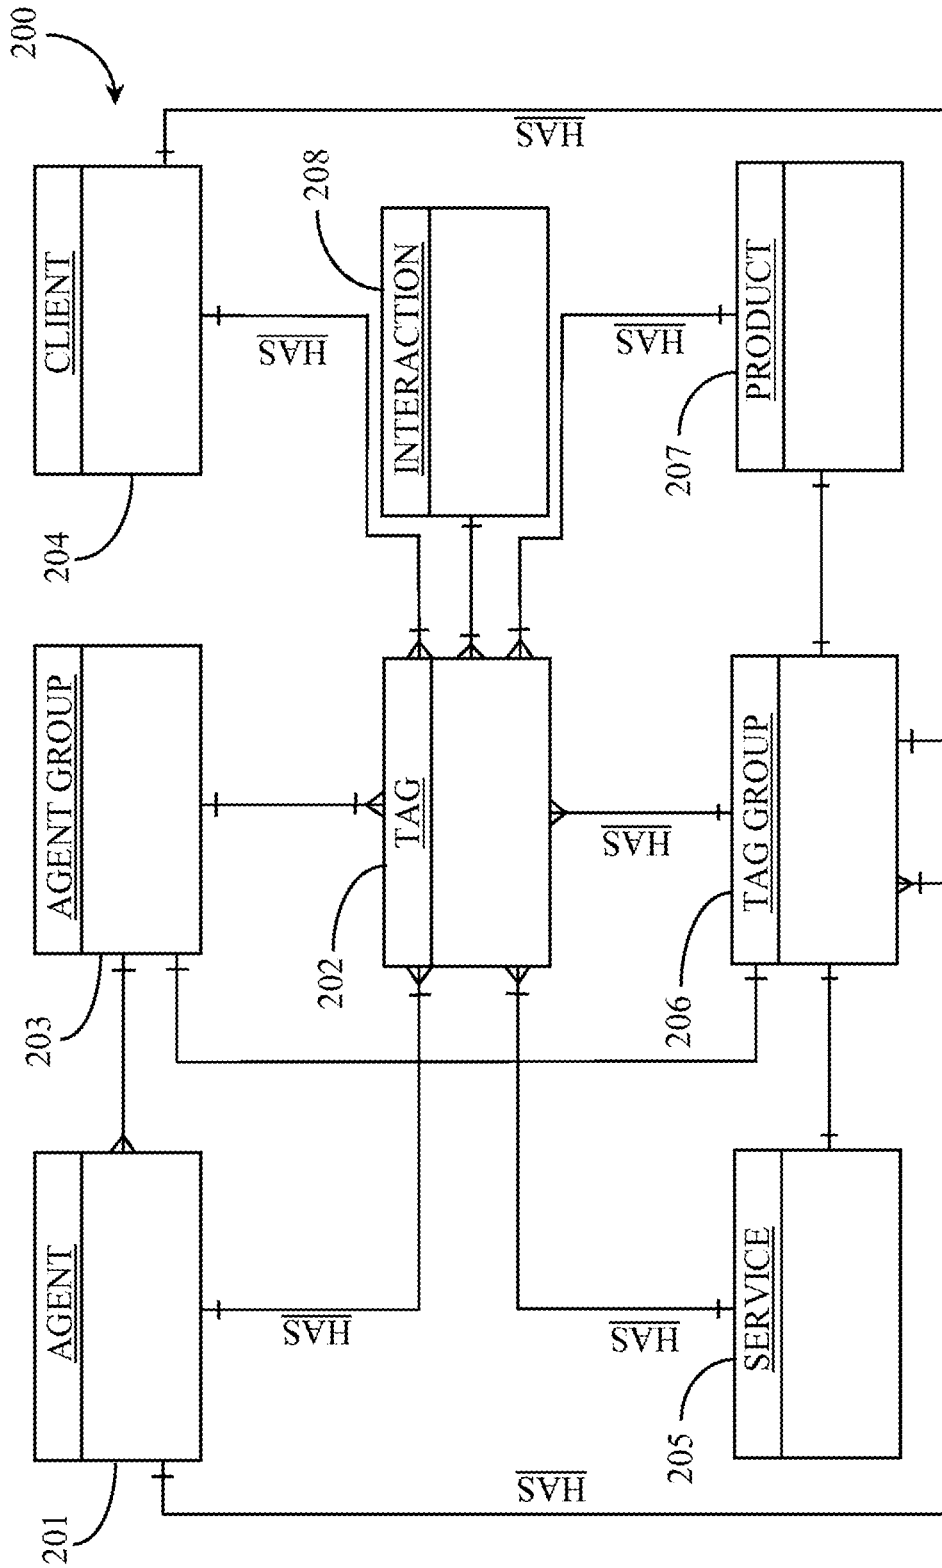 200
201
AGENT
203
AGENT GROUP
204
CLIENT
HAS
HAS
202
TAG
208
INTERACTION
HAS
HAS
HAS
HAS
HAS
205
SERVICE
206
TAG GROUP
207
PRODUCT